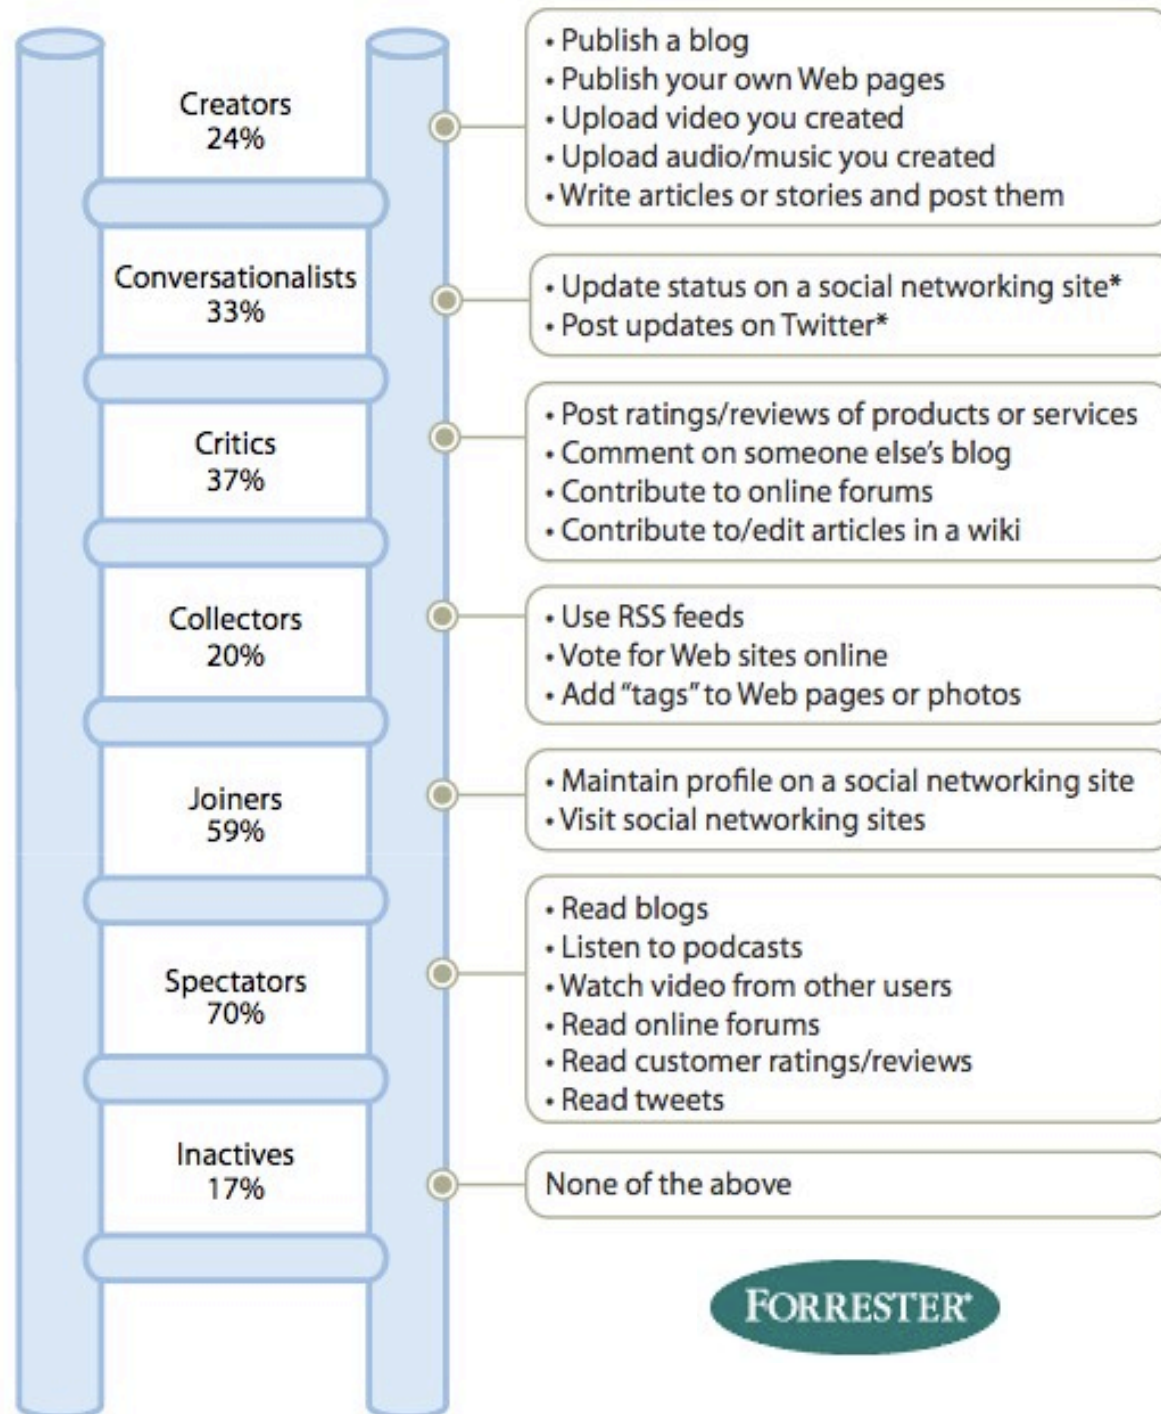 Creators
24%
• Publish a blog
• Publish your own Web pages
• Upload video you created
• Upload audio/music you created
• Write articles or stories and post them
Conversationalists
33%
• Update status on a social networking site*
• Post updates on Twitter*
Critics
37%
• Post ratings/reviews of products or services
• Comment on someone else’s blog
• Contribute to online forums
• Contribute to/edit articles in a wiki
Collectors
20%
• Use RSS feeds
• Vote for Web sites online
• Add “tags” to Web pages or photos
Joiners
59%
• Maintain profile on a social networking site
• Visit social networking sites
Spectators
70%
• Read blogs
• Listen to podcasts
• Watch video from other users
• Read online forums
• Read customer ratings/reviews
• Read tweets
Inactives
17%
None of the above
FORRESTER®